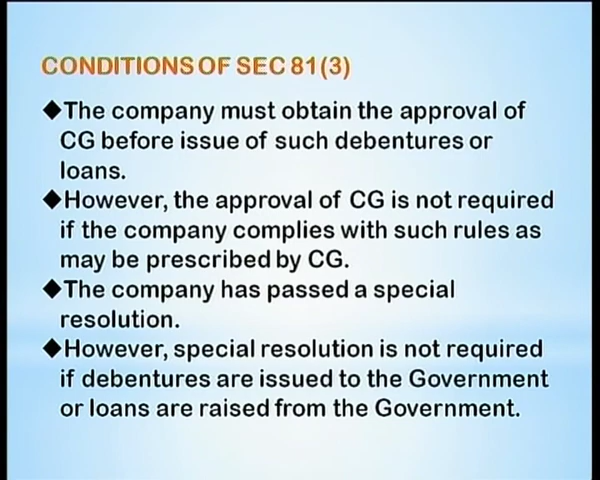 CONDITIONS OF SEC 81(3)
◆The company must obtain the approval of
CG before issue of such debentures or
loans.
◆However, the approval of CG is not required
if the company complies with such rules as
may be prescribed by CG.
◆The company has passed a special
resolution.
◆However, special resolution is not required
if debentures are issued to the Government
or loans are raised from the Government.